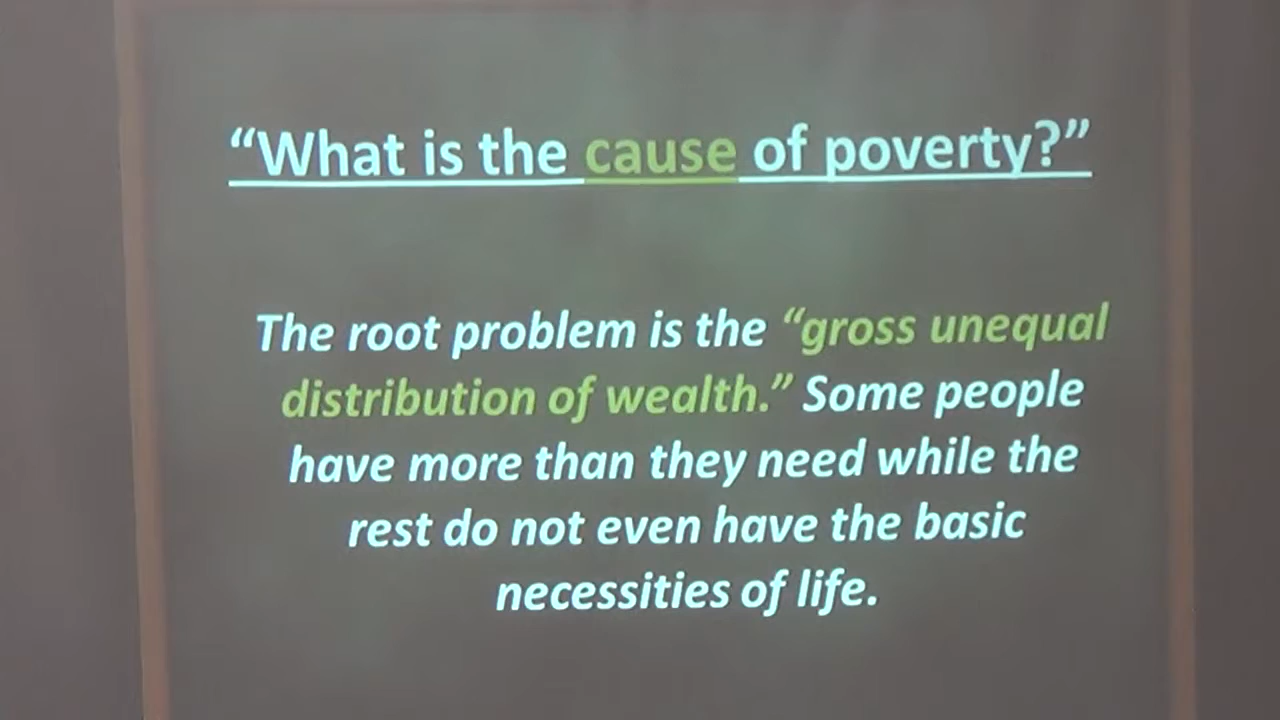 “What is the cause of poverty?”
The root problem is the “gross unequal
distribution of wealth.” Some people
have more than they need while the
rest do not even have the basic
necessities of life.